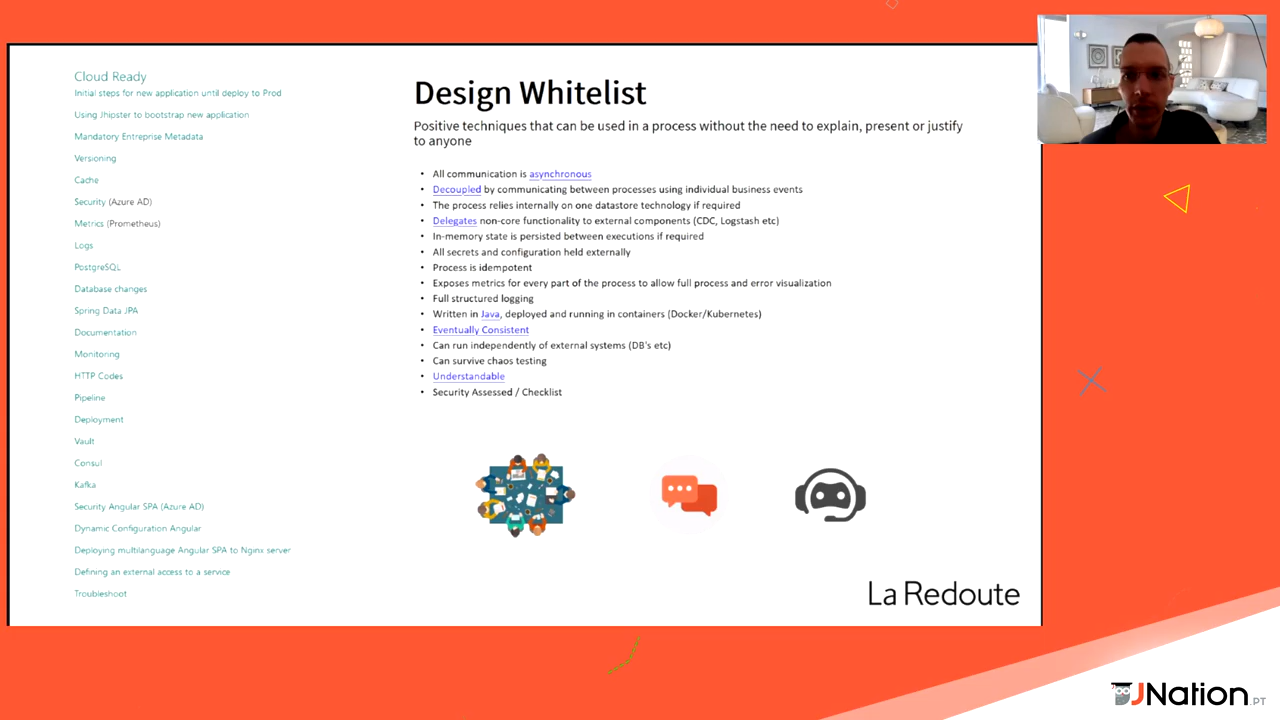 Cloud Ready
Initial steps for new application until deploy to Prod
Using Jhipster to bootstrap new application
Mandatory Entreprise Metadata
Versioning
Cache
Security (Azure AD)
Metrics (Prometheus)
Logs
PostgreSQL
Database changes
Spring Data JPA
Documentation
Monitoring
HTTP Codes
Pipeline
Deployment
Vault
Consul
Kafka
Security Angular SPA (Azure AD)
Dynamic Configuration Angular
Deploying multilanguage Angular SPA to Nginx server
Defining an external access to a service
Troubleshoot
Design Whitelist
Positive techniques that can be used in a process without the need to explain, present or justify
to anyone
• All communication is asynchronous
• Decoupled by communicating between processes using individual business events
• The process relies internally on one datastore technology if required
• Delegates non-core functionality to external components (CDC, Logstash etc)
• In-memory state is persisted between executions if required
• All secrets and configuration held externally
• Process is idempotent
• Exposes metrics for every part of the process to allow full process and error visualization
• Full structured logging
• Written in Java, deployed and running in containers (Docker/Kubernetes)
• Eventually Consistent
• Can run independently of external systems (DB's etc)
• Can survive chaos testing
• Understandable
• Security Assessed / Checklist
La Redoute
JNation.PT